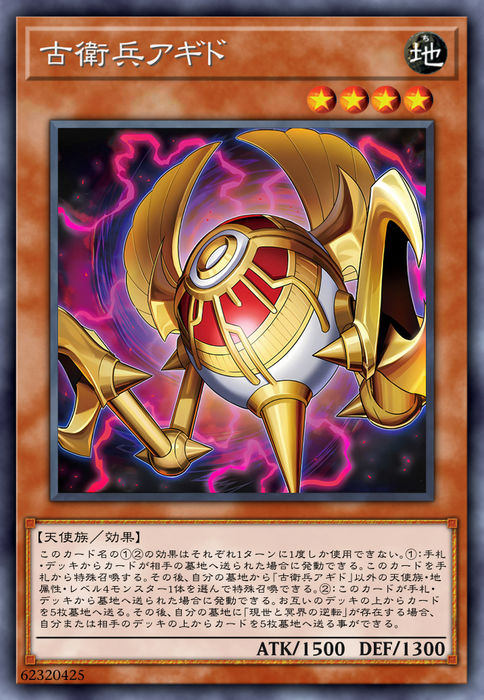 古衛兵アギド
ち
地
【天使族／効果】
このカード名の①②の効果はそれぞれ1ターンに1度しか使用できない。①：手札
・デッキからカードが相手の墓地へ送られた場合に発動できる。このカードを手
札から特殊召喚する。その後、自分の墓地から「古衛兵アギド」以外の天使族・地
属性・レベル4モンスター1体を選んで特殊召喚できる。②：このカードが手札・
デッキから墓地へ送られた場合に発動できる。お互いのデッキの上からカード
を5枚墓地へ送る。その後、自分の墓地に「現世と冥界の逆転」が存在する場合、
自分または相手のデッキの上からカードを5枚墓地へ送る事ができる。
ATK/1500 DEF/1300
62320425